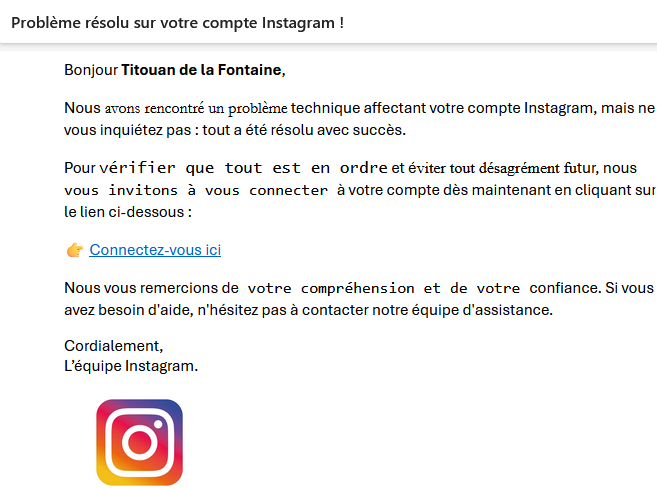 Problème résolu sur votre compte Instagram !
Bonjour Titouan de la Fontaine,
Nous avons rencontré un problème technique affectant votre compte Instagram, mais ne
vous inquiétez pas : tout a été résolu avec succès.
Pour vérifier que tout est en ordre et éviter tout désagrément futur, nous
vous invitons à vous connecter à votre compte dès maintenant en cliquant sur
le lien ci-dessous :
👉 Connectez-vous ici
Nous vous remercions de votre compréhension et de votre confiance. Si vous
avez besoin d'aide, n'hésitez pas à contacter notre équipe d'assistance.
Cordialement,
L’équipe Instagram.